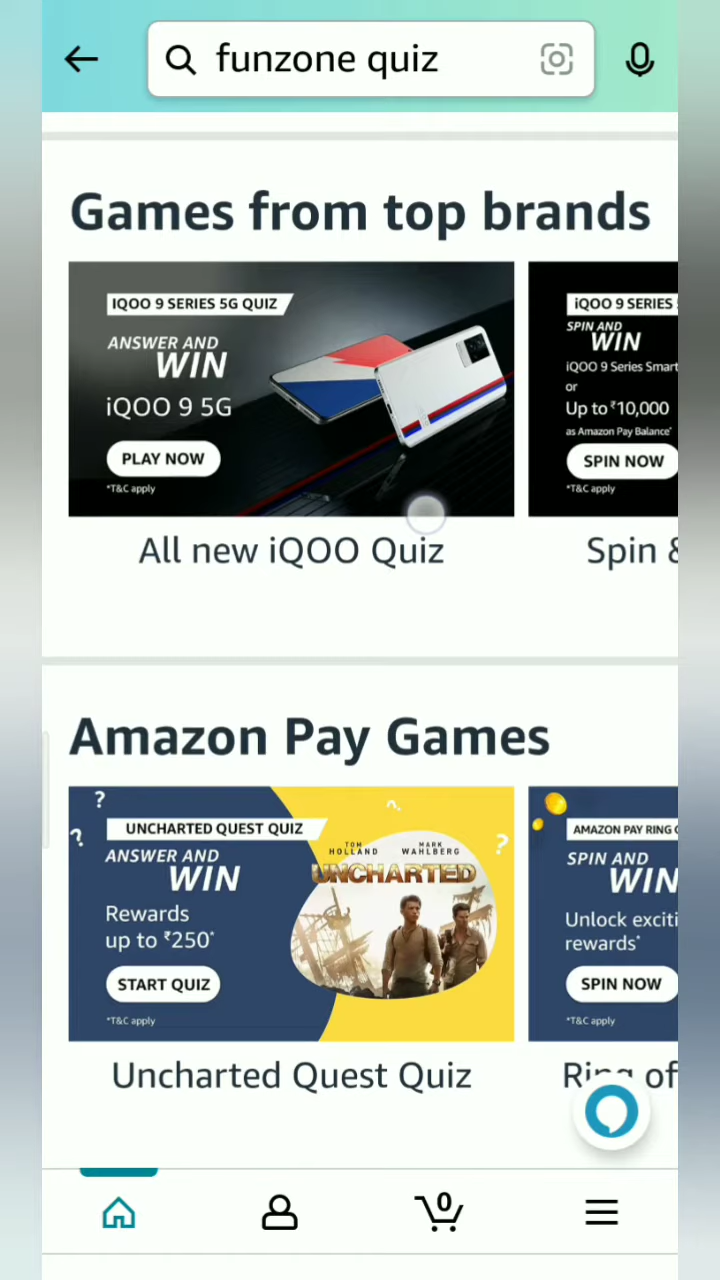 funzone quiz
Games from top brands
IQOO 9 SERIES 5G QUIZ
ANSWER AND
WIN
iQOO 9 5G
PLAY NOW
*T&C apply
iQOO 9 SERIES
SPIN AND
WIN
iQOO 9 Series Smart
or
Up to ₹10,000
as Amazon Pay Balance*
SPIN NOW
*T&C apply
All new iQOO Quiz
Spin &
Amazon Pay Games
? ? ?
UNCHARTED QUEST QUIZ
ANSWER AND
WIN
Rewards
up to ₹250*
START QUIZ
*T&C apply
TOM HOLLAND
MARK WAHLBERG
UNCHARTED
AMAZON PAY RING
SPIN AND
WIN
Unlock exciti
rewards*
SPIN NOW
*T&C apply
Uncharted Quest Quiz
Ring of
0